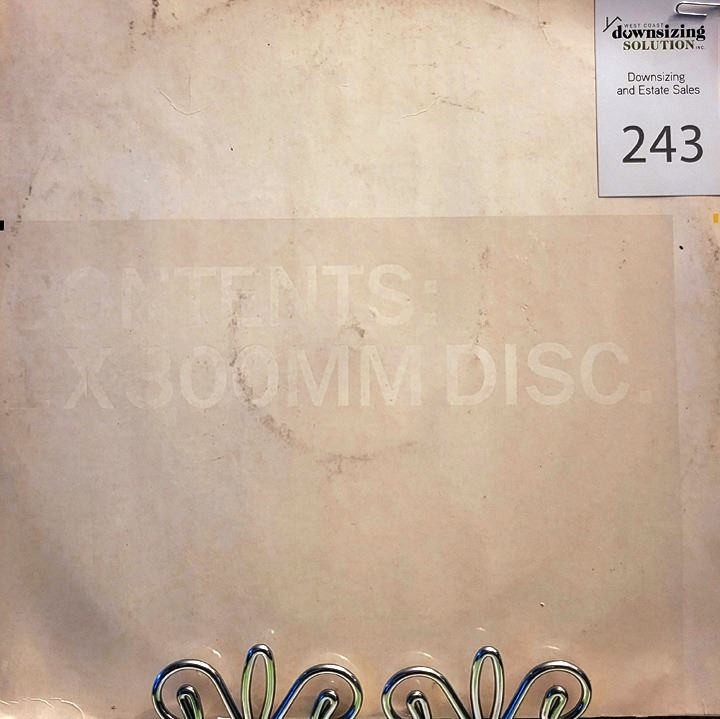 WEST COAST
downsizing
SOLUTION INC.
Downsizing
and Estate Sales
243
CONTENTS:
1 X 300MM DISC.